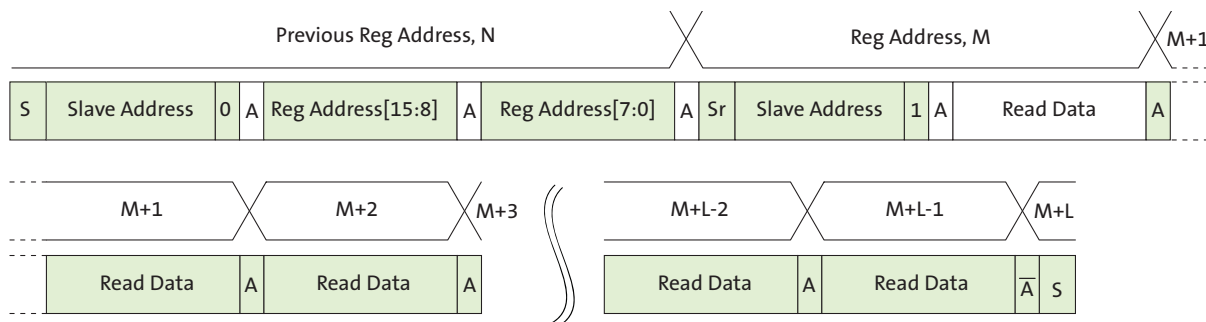 Previous Reg Address, N Reg Address, M M+1
S Slave Address 0 A Reg Address[15:8] A Reg Address[7:0] A Sr Slave Address 1 A Read Data A
M+1 M+2 M+3 M+L-2 M+L-1 M+L
Read Data A Read Data A Read Data A Read Data A̅ S